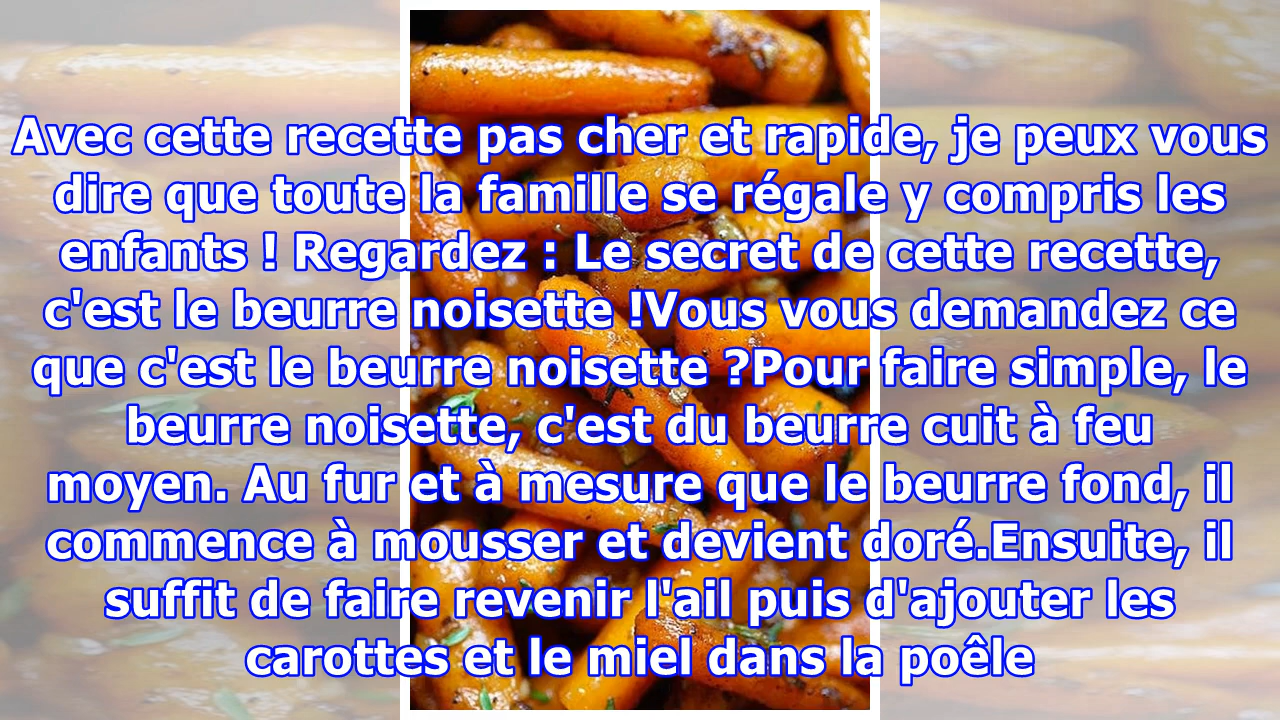 Avec cette recette pas cher et rapide, je peux vous
dire que toute la famille se régale y compris les
enfants ! Regardez : Le secret de cette recette,
c'est le beurre noisette !Vous vous demandez ce
que c'est le beurre noisette ?Pour faire simple, le
beurre noisette, c'est du beurre cuit à feu
moyen. Au fur et à mesure que le beurre fond, il
commence à mousser et devient doré.Ensuite, il
suffit de faire revenir l'ail puis d'ajouter les
carottes et le miel dans la poêle